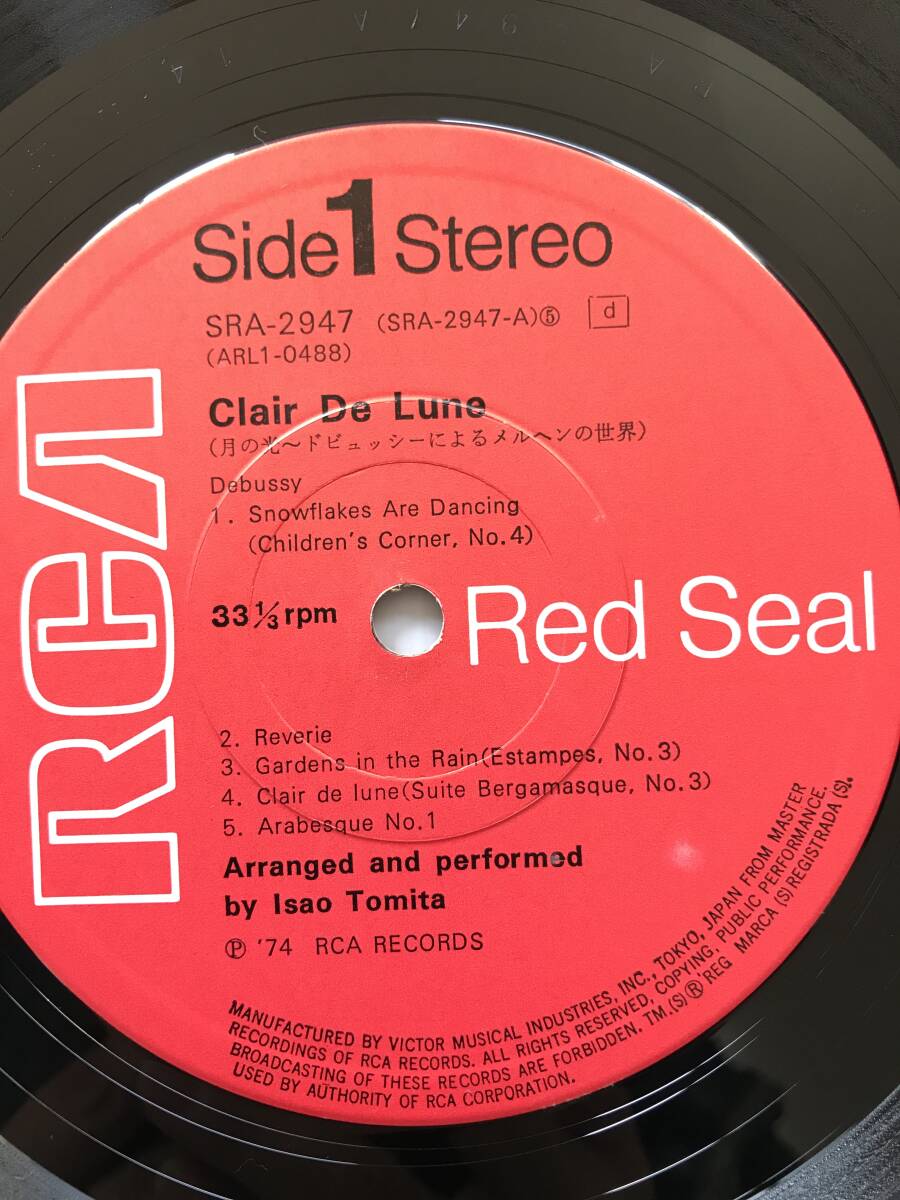 Side 1 Stereo
SRA-2947 (SRA-2947-A)⑤ d
(ARL1-0488)
Clair De Lune
(月の光〜ドビュッシーによるメルヘンの世界)
Debussy
1. Snowflakes Are Dancing
(Children's Corner, No.4)
33 1/3 rpm
Red Seal
RCA
2. Reverie
3. Gardens in the Rain(Estampes, No.3)
4. Clair de lune(Suite Bergamasque, No.3)
5. Arabesque No.1
Arranged and performed
by Isao Tomita
Ⓟ '74 RCA RECORDS
MANUFACTURED BY VICTOR MUSICAL INDUSTRIES, INC., TOKYO, JAPAN FROM MASTER
RECORDINGS OF RCA RECORDS. ALL RIGHTS RESERVED, COPYING, PUBLIC PERFORMANCE,
BROADCASTING OF THESE RECORDS ARE FORBIDDEN. TM.(S)® REG MARCA (S) REGISTRADA (S).
USED BY AUTHORITY OF RCA CORPORATION.